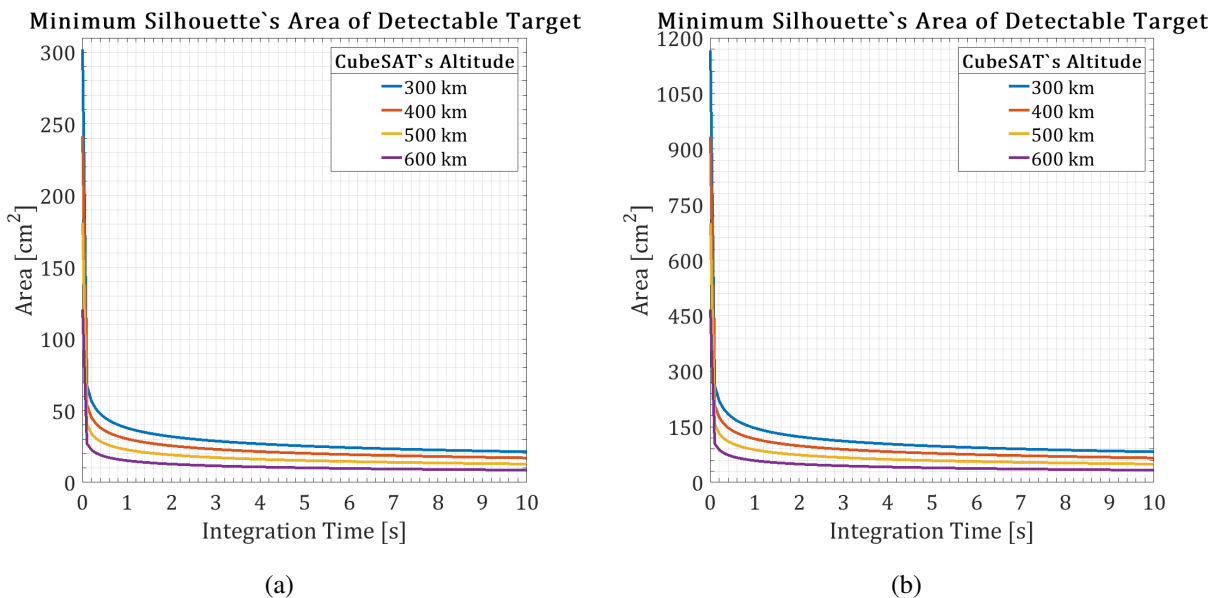 Minimum Silhouette`s Area of Detectable Target
300
250
200
150
100
50
0
Area [cm2]
CubeSAT`s Altitude
300 km
400 km
500 km
600 km
0 1 2 3 4 5 6 7 8 9 10
Integration Time [s]
(a)
Minimum Silhouette`s Area of Detectable Target
1200
1050
900
750
600
450
300
150
0
Area [cm2]
CubeSAT`s Altitude
300 km
400 km
500 km
600 km
0 1 2 3 4 5 6 7 8 9 10
Integration Time [s]
(b)